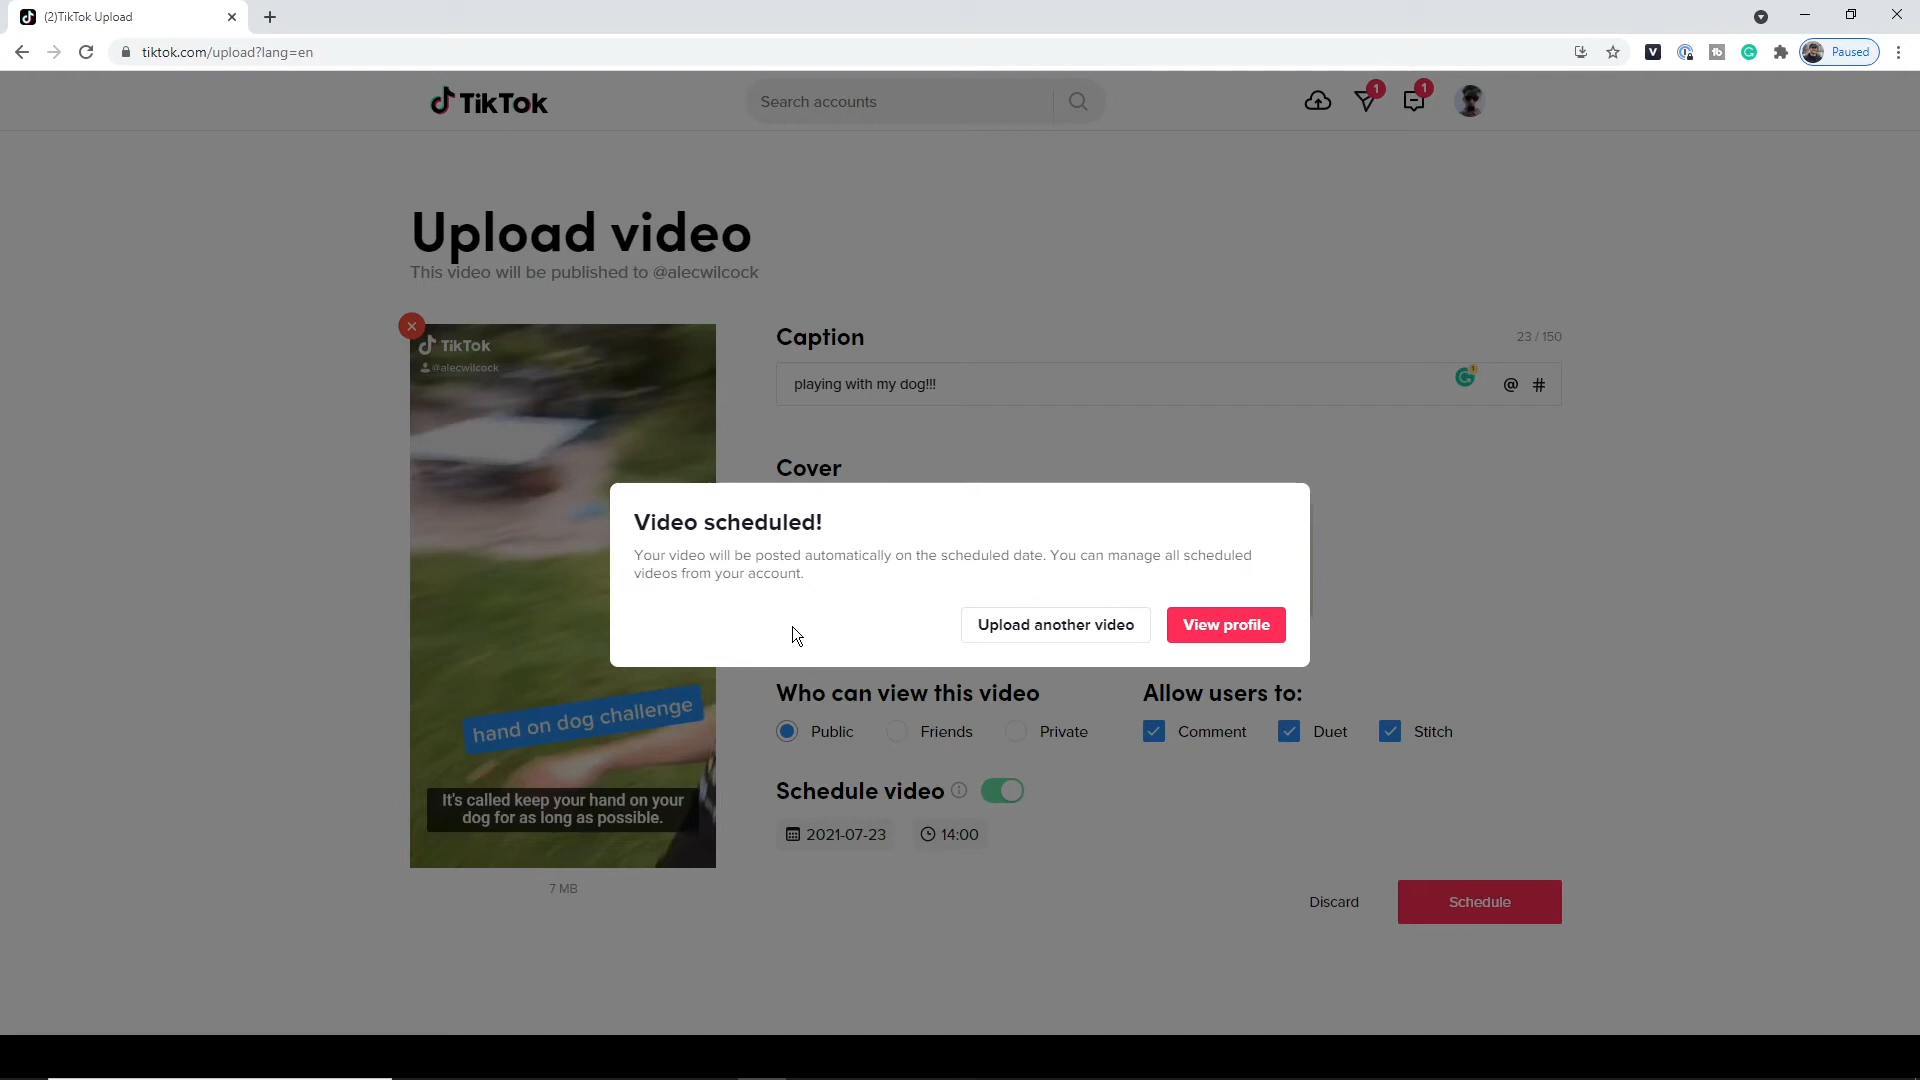 (2)TikTok Upload
tiktok.com/upload?lang=en
Paused
TikTok
Search accounts
1
1
Upload video
This video will be published to @alecwilcock
TikTok
@alecwilcock
hand on dog challenge
It's called keep your hand on your
dog for as long as possible.
7 MB
Caption
23 / 150
playing with my dog!!!
@ #
Cover
Video scheduled!
Your video will be posted automatically on the scheduled date. You can manage all scheduled
videos from your account.
Upload another video
View profile
Who can view this video
Public
Friends
Private
Allow users to:
Comment
Duet
Stitch
Schedule video
2021-07-23
14:00
Discard
Schedule